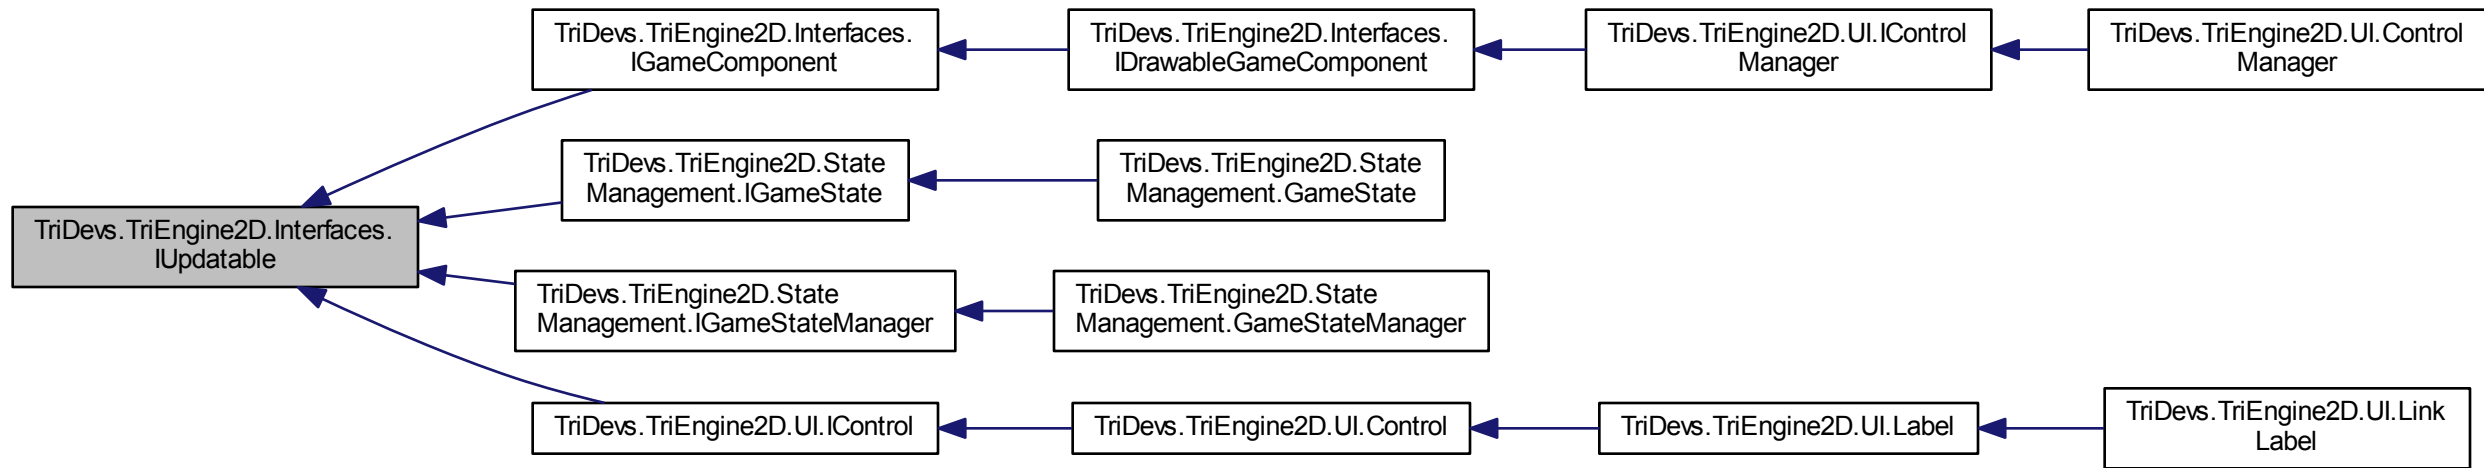 TriDevs.TriEngine2D.Interfaces.
IGameComponent
TriDevs.TriEngine2D.Interfaces.
IDrawableGameComponent
TriDevs.TriEngine2D.UI.IControl
Manager
TriDevs.TriEngine2D.UI.Control
Manager
TriDevs.TriEngine2D.State
Management.IGameState
TriDevs.TriEngine2D.State
Management.GameState
TriDevs.TriEngine2D.Interfaces.
IUpdatable
TriDevs.TriEngine2D.State
Management.IGameStateManager
TriDevs.TriEngine2D.State
Management.GameStateManager
TriDevs.TriEngine2D.UI.IControl
TriDevs.TriEngine2D.UI.Control
TriDevs.TriEngine2D.UI.Label
TriDevs.TriEngine2D.UI.Link
Label